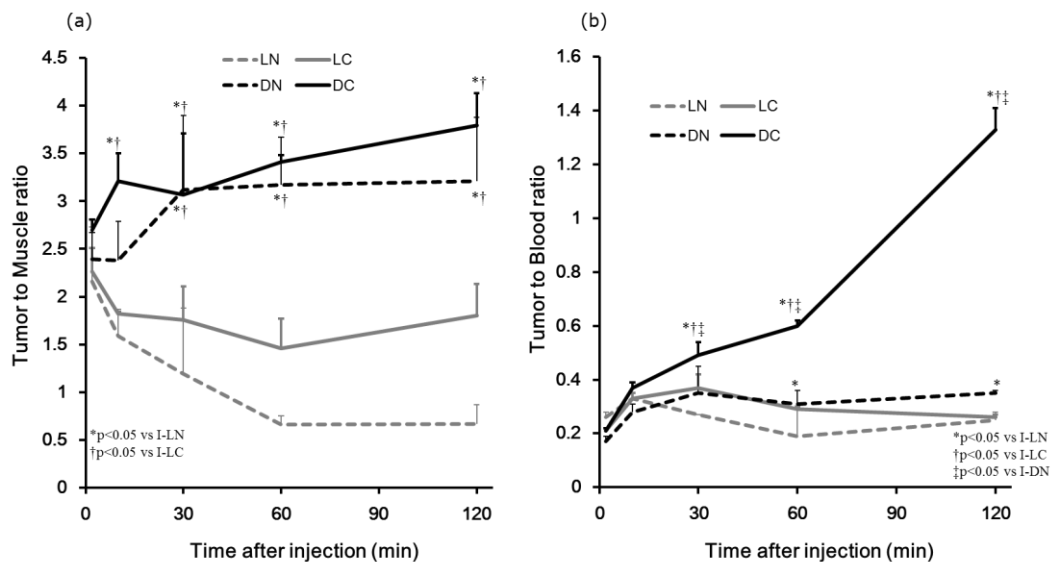 (a)
Tumor to Muscle ratio
4.5
4
3.5
3
2.5
2
1.5
1
0.5
0
LN LC
DN DC
*†
*†
*†
*†
*†
*†
*†
*p<0.05 vs I-LN
†p<0.05 vs I-LC
0 30 60 90 120
Time after injection (min)
(b)
Tumor to Blood ratio
1.6
1.4
1.2
1
0.8
0.6
0.4
0.2
0
LN LC
DN DC
*†‡
*†‡
*†‡
*
*
*p<0.05 vs I-LN
†p<0.05 vs I-LC
‡p<0.05 vs I-DN
0 30 60 90 120
Time after injection (min)